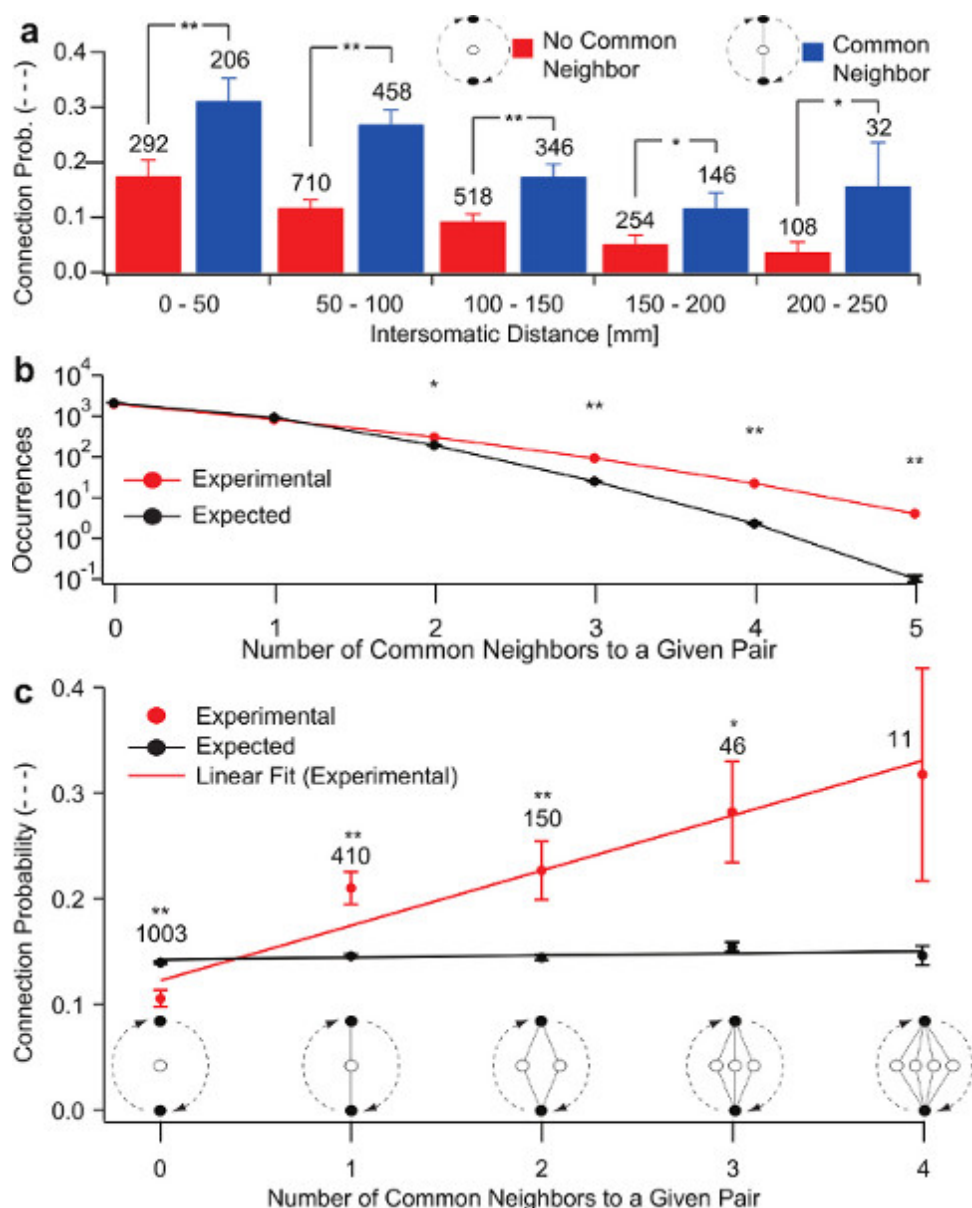 a
Connection Prob. (- - -)
0.4
0.3
0.2
0.1
0.0
No Common
Neighbor
Common
Neighbor
**
**
**
*
*
292
206
710
458
518
346
254
146
108
32
0 - 50
50 - 100
100 - 150
150 - 200
200 - 250
Intersomatic Distance [mm]
b
Occurrences
10^4
10^3
10^2
10^1
10^0
10^-1
Experimental
Expected
*
**
**
**
0
1
2
3
4
5
Number of Common Neighbors to a Given Pair
c
Connection Probability (- - -)
0.4
0.3
0.2
0.1
0.0
Experimental
Expected
Linear Fit (Experimental)
**
1003
**
410
**
150
*
46
11
0
1
2
3
4
Number of Common Neighbors to a Given Pair